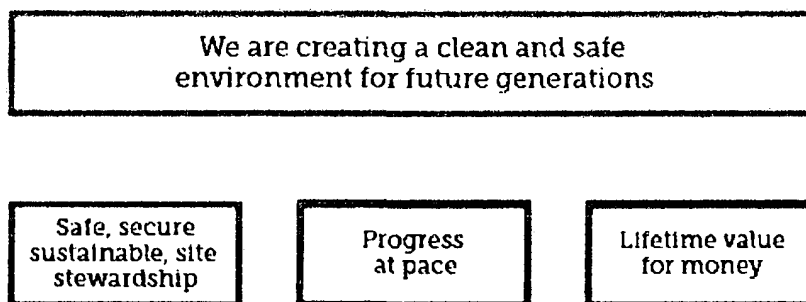 We are creating a clean and safe
environment for future generations
Safe, secure
sustainable, site
stewardship
Progress
at pace
Lifetime value
for money